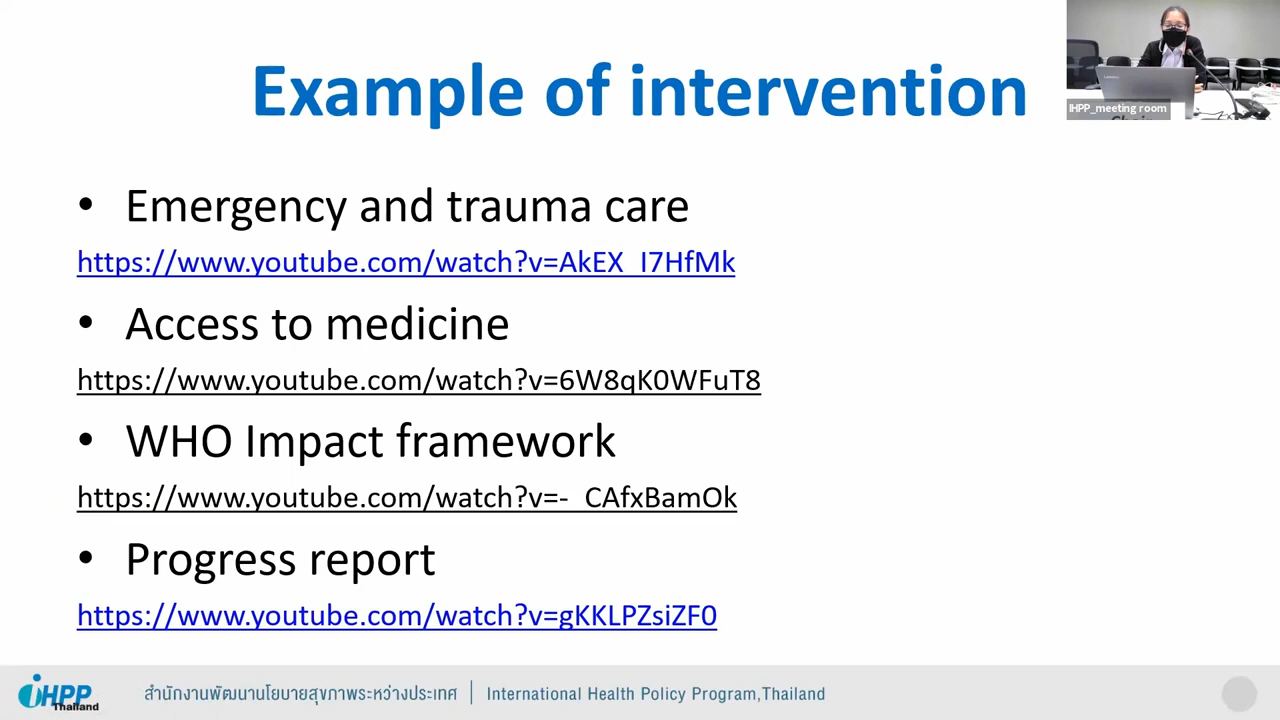 Example of intervention
IHPP_meeting room
• Emergency and trauma care
https://www.youtube.com/watch?v=AkEX_I7HfMk
• Access to medicine
https://www.youtube.com/watch?v=6W8qK0WFuT8
• WHO Impact framework
https://www.youtube.com/watch?v=-_CAfxBamOk
• Progress report
https://www.youtube.com/watch?v=gKKLPZsiZF0
iHPP
Thailand
สำนักงานพัฒนานโยบายสุขภาพระหว่างประเทศ | International Health Policy Program,Thailand